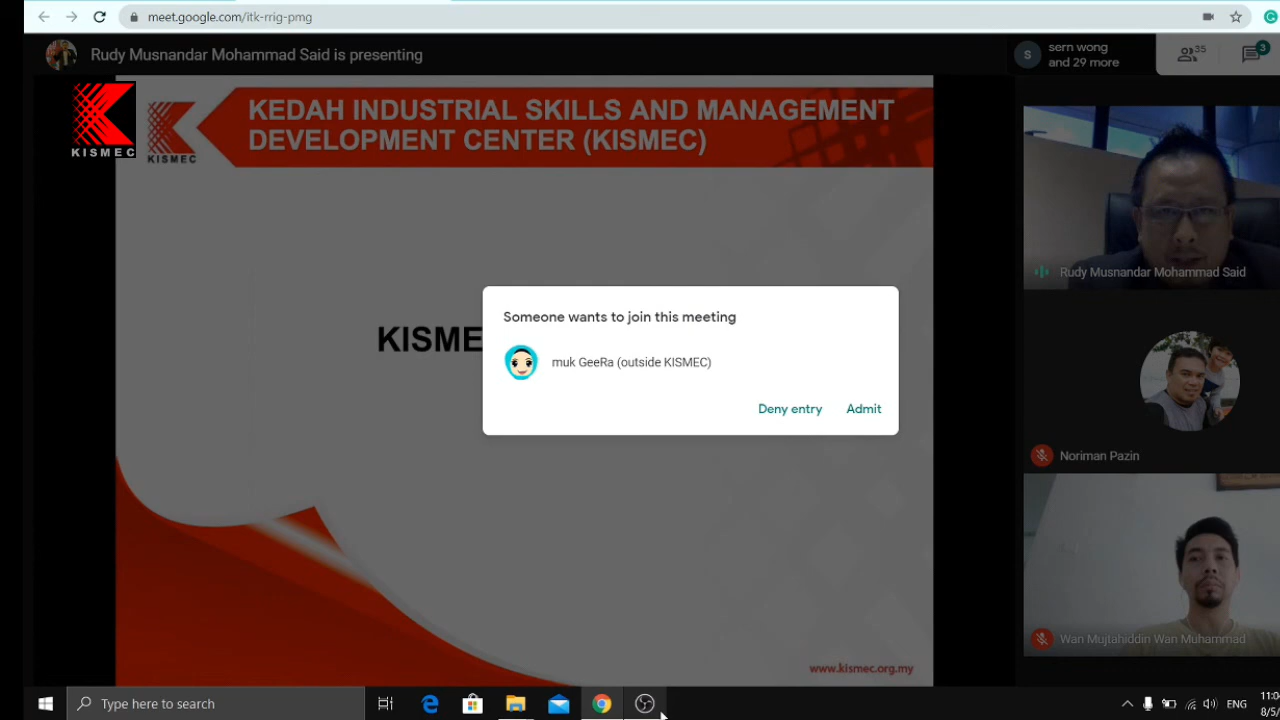 meet.google.com/itk-rrig-pmg
Rudy Musnandar Mohammad Said is presenting
S
sern wong
and 29 more
35
3
KISMEC
KISMEC
KEDAH INDUSTRIAL SKILLS AND MANAGEMENT
DEVELOPMENT CENTER (KISMEC)
Rudy Musnandar Mohammad Said
Someone wants to join this meeting
muk GeeRa (outside KISMEC)
Deny entry
Admit
Noriman Pazin
Wan Mujtahiddin Wan Muhammad
www.kismec.org.my
Type here to search
ENG